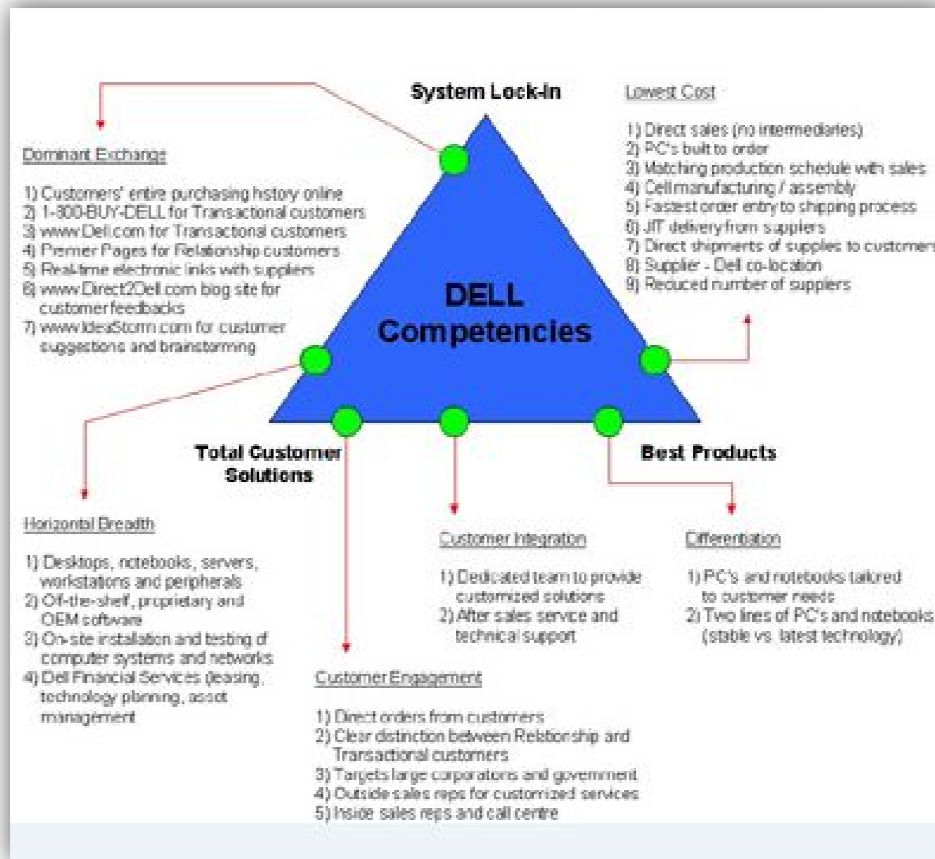 System Lock-in
Lowest Cost
1) Direct sales (no intermediaries)
2) PC's built to order
3) Matching production schedule with sales
4) Cell manufacturing / assembly
5) Fastest order entry to shipping process
6) JIT delivery from suppliers
7) Direct shipments of supplies to customers
8) Supplier - Dell co-location
9) Reduced number of suppliers
Dominant Exchange
1) Customers' entire purchasing history online
2) 1-800-BUY-DELL for Transactional customers
3) www.Dell.com for Transactional customers
4) Premier Pages for Relationship customers
5) Real-time electronic links with suppliers
6) www.Direct2Dell.com blog site for
customer feedbacks
7) www.IdeaStorm.com for customer
suggestions and brainstorming
DELL
Competencies
Total Customer
Solutions
Best Products
Horizontal Breadth
1) Desktops, notebooks, servers,
workstations and peripherals
2) Off-the-shelf, proprietary and
OEM software
3) On-site installation and testing of
computer systems and networks
4) Dell Financial Services (leasing,
technology planning, asset
management
Customer Integration
1) Dedicated team to provide
customized solutions
2) After sales service and
technical support
Differentiation
1) PC's and notebooks tailored
to customer needs
2) Two lines of PC's and notebooks
(stable vs. latest technology)
Customer Engagement
1) Direct orders from customers
2) Clear distinction between Relationship and
Transactional customers
3) Targets large corporations and government
4) Outside sales reps for customized services
5) Inside sales reps and call centre